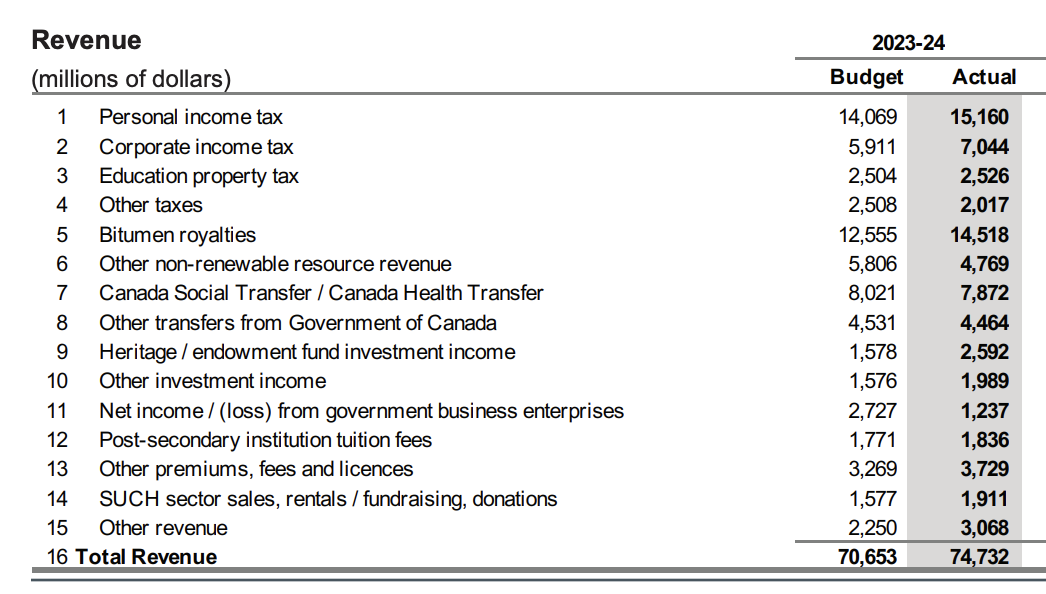 Revenue 2023-24
(millions of dollars) Budget Actual
1 Personal income tax 14,069 15,160
2 Corporate income tax 5,911 7,044
3 Education property tax 2,504 2,526
4 Other taxes 2,508 2,017
5 Bitumen royalties 12,555 14,518
6 Other non-renewable resource revenue 5,806 4,769
7 Canada Social Transfer / Canada Health Transfer 8,021 7,872
8 Other transfers from Government of Canada 4,531 4,464
9 Heritage / endowment fund investment income 1,578 2,592
10 Other investment income 1,576 1,989
11 Net income / (loss) from government business enterprises 2,727 1,237
12 Post-secondary institution tuition fees 1,771 1,836
13 Other premiums, fees and licences 3,269 3,729
14 SUCH sector sales, rentals / fundraising, donations 1,577 1,911
15 Other revenue 2,250 3,068
16 Total Revenue 70,653 74,732